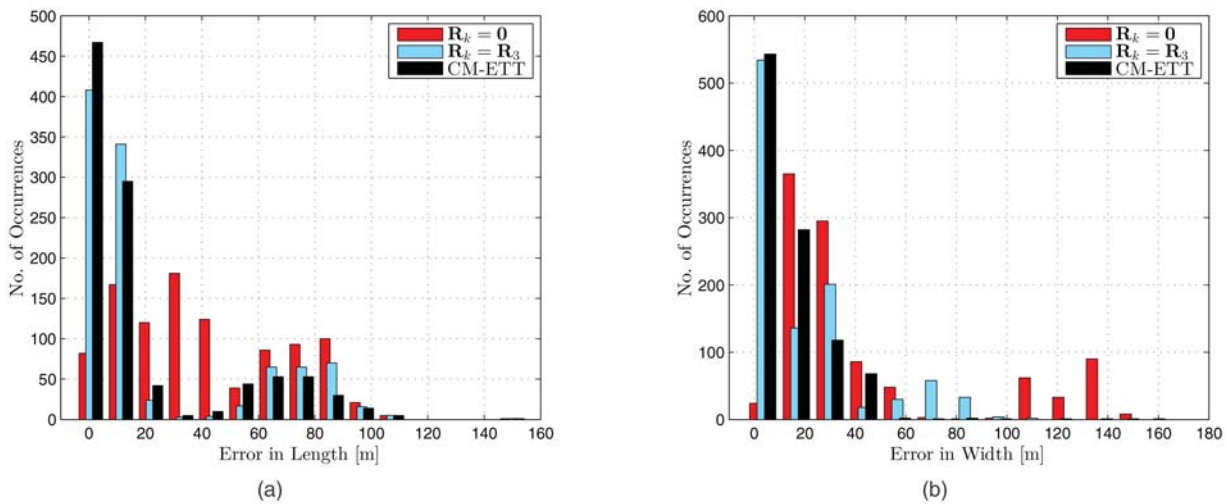 500
450
400
350
300
250
200
150
100
50
0
No. of Occurrences
0 20 40 60 80 100 120 140 160
Error in Length [m]
R_k = 0
R_k = R_3
CM-ETT
(a)
600
500
400
300
200
100
0
No. of Occurrences
0 20 40 60 80 100 120 140 160 180
Error in Width [m]
R_k = 0
R_k = R_3
CM-ETT
(b)